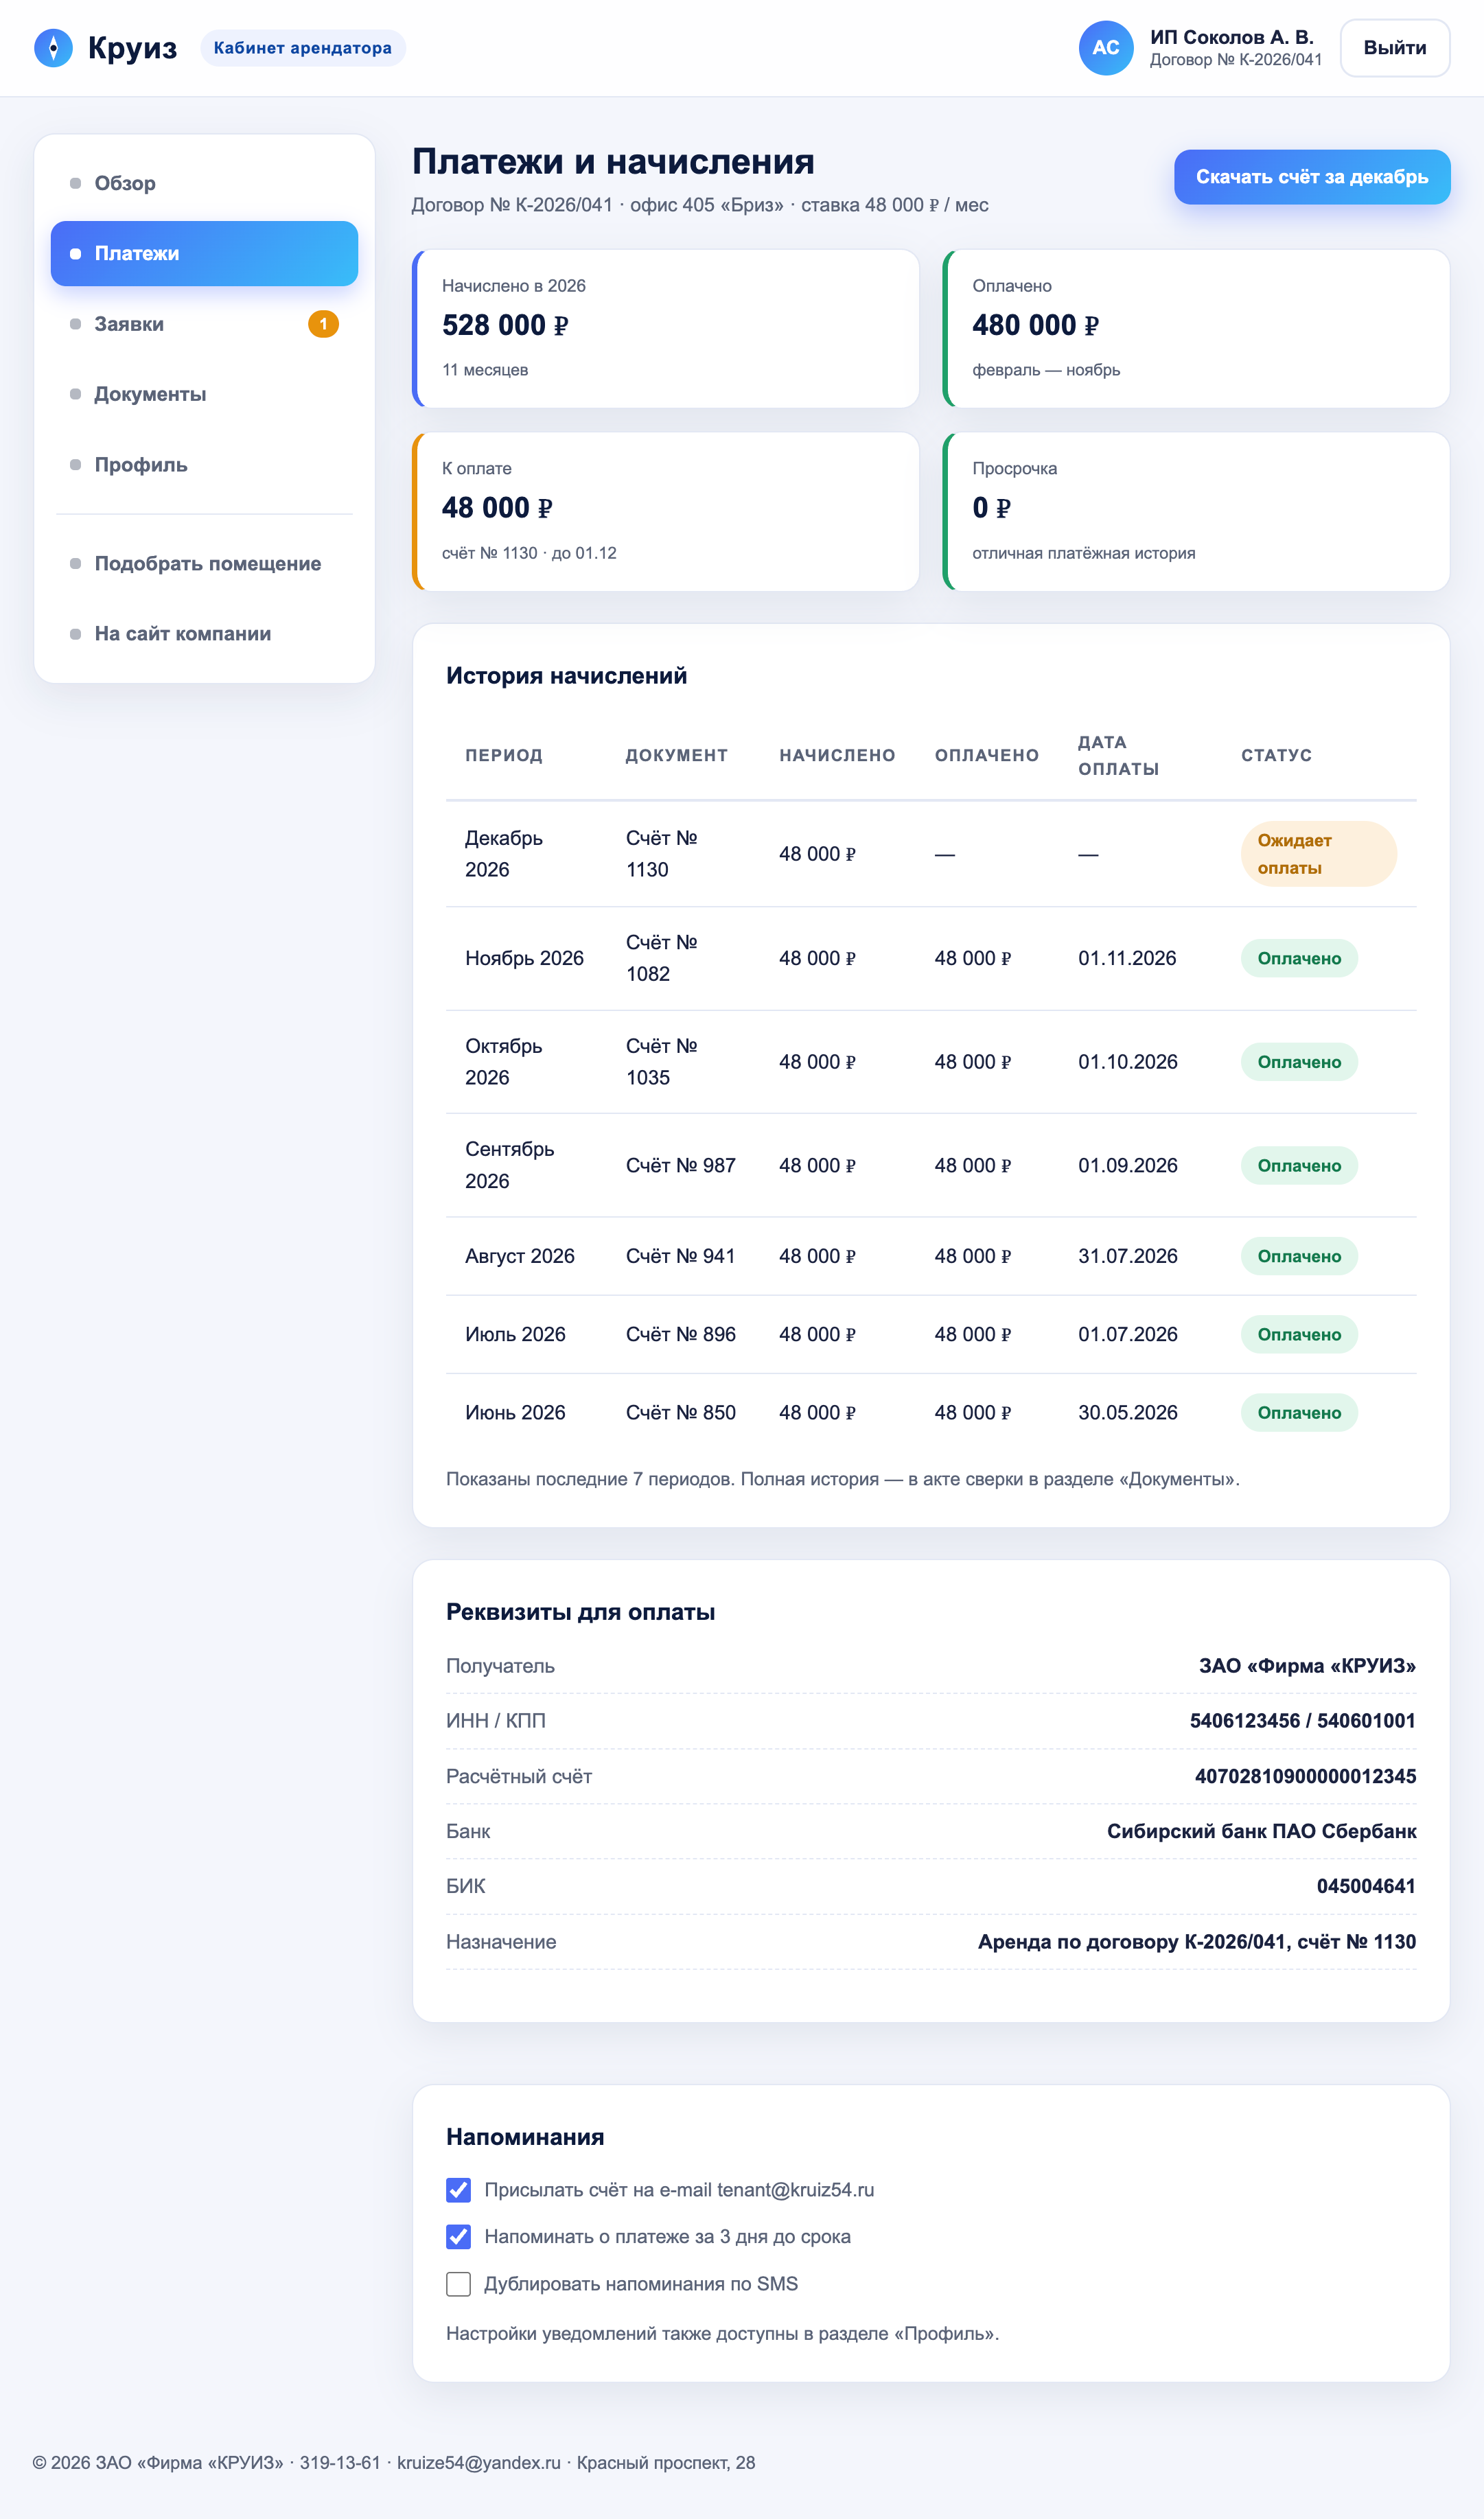 Круиз
Кабинет арендатора
АС
ИП Соколов А. В.
Договор № К-2026/041
Выйти
Обзор
Платежи
Заявки
1
Документы
Профиль
Подобрать помещение
На сайт компании
Платежи и начисления
Договор № К-2026/041 · офис 405 «Бриз» · ставка 48 000 ₽ / мес
Скачать счёт за декабрь
Начислено в 2026
528 000 ₽
11 месяцев
Оплачено
480 000 ₽
февраль — ноябрь
К оплате
48 000 ₽
счёт № 1130 · до 01.12
Просрочка
0 ₽
отличная платёжная история
История начислений
ПЕРИОД ДОКУМЕНТ НАЧИСЛЕНО ОПЛАЧЕНО ДАТА ОПЛАТЫ СТАТУС
Декабрь 2026 Счёт № 1130 48 000 ₽ — — Ожидает оплаты
Ноябрь 2026 Счёт № 1082 48 000 ₽ 48 000 ₽ 01.11.2026 Оплачено
Октябрь 2026 Счёт № 1035 48 000 ₽ 48 000 ₽ 01.10.2026 Оплачено
Сентябрь 2026 Счёт № 987 48 000 ₽ 48 000 ₽ 01.09.2026 Оплачено
Август 2026 Счёт № 941 48 000 ₽ 48 000 ₽ 31.07.2026 Оплачено
Июль 2026 Счёт № 896 48 000 ₽ 48 000 ₽ 01.07.2026 Оплачено
Июнь 2026 Счёт № 850 48 000 ₽ 48 000 ₽ 30.05.2026 Оплачено
Показаны последние 7 периодов. Полная история — в акте сверки в разделе «Документы».
Реквизиты для оплаты
Получатель ЗАО «Фирма «КРУИЗ»
ИНН / КПП 5406123456 / 540601001
Расчётный счёт 40702810900000012345
Банк Сибирский банк ПАО Сбербанк
БИК 045004641
Назначение Аренда по договору К-2026/041, счёт № 1130
Напоминания
Присылать счёт на e-mail tenant@kruiz54.ru
Напоминать о платеже за 3 дня до срока
Дублировать напоминания по SMS
Настройки уведомлений также доступны в разделе «Профиль».
© 2026 ЗАО «Фирма «КРУИЗ» · 319-13-61 · kruize54@yandex.ru · Красный проспект, 28